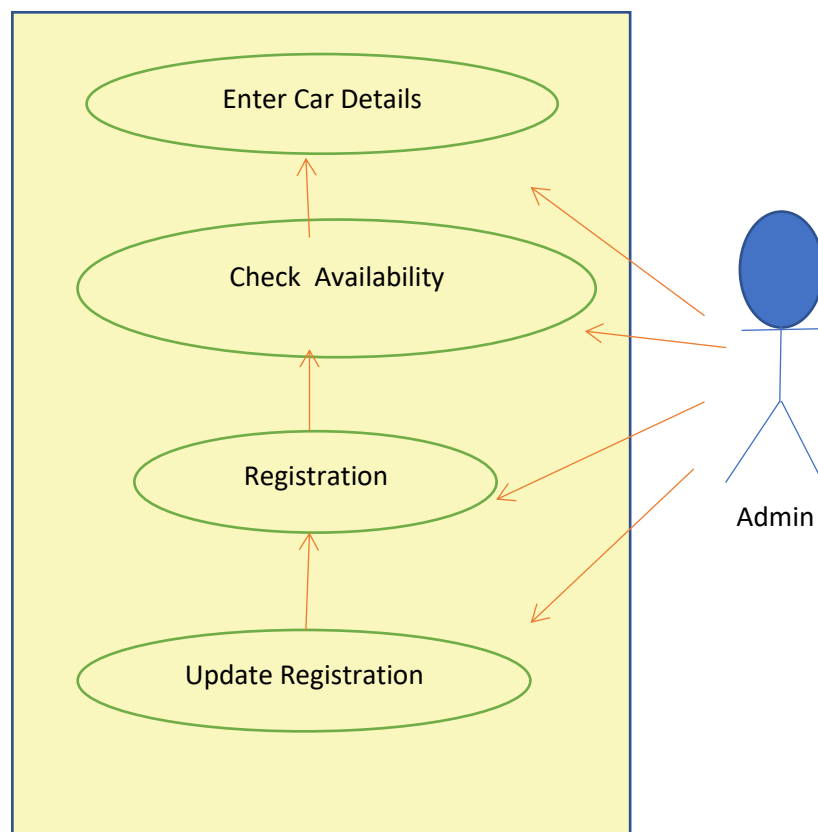 Enter Car Details
Check  Availability
Registration
Admin
Update Registration